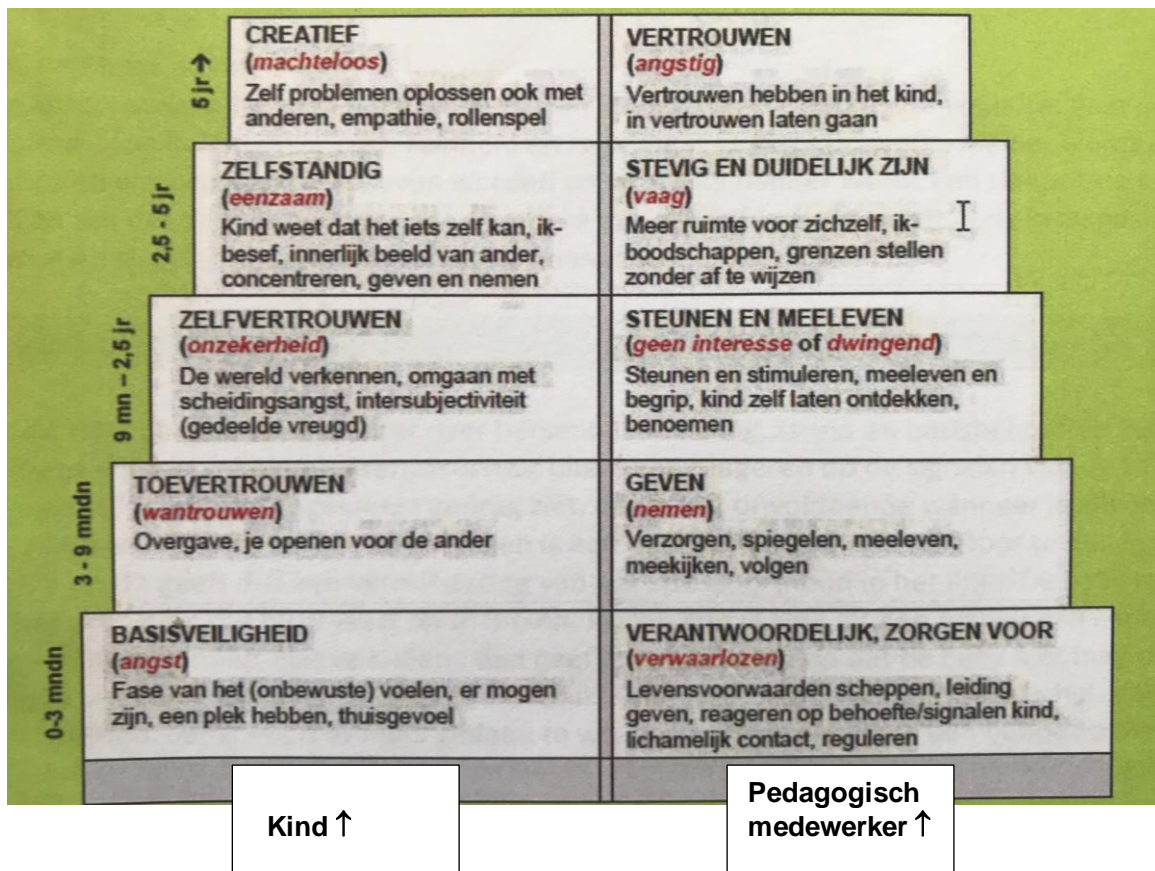 5 jr →
CREATIEF
(machteloos)
Zelf problemen oplossen ook met
anderen, empathie, rollenspel
VERTROUWEN
(angstig)
Vertrouwen hebben in het kind,
in vertrouwen laten gaan
2,5 - 5 jr
ZELFSTANDIG
(eenzaam)
Kind weet dat het iets zelf kan, ik-
besef, innerlijk beeld van ander,
concentreren, geven en nemen
STEVIG EN DUIDELIJK ZIJN
(vaag)
Meer ruimte voor zichzelf, ik-
boodschappen, grenzen stellen
zonder af te wijzen
9 mn – 2,5 jr
ZELFVERTROUWEN
(onzekerheid)
De wereld verkennen, omgaan met
scheidingsangst, intersubjectiviteit
(gedeelde vreugd)
STEUNEN EN MEELEVEN
(geen interesse of dwingend)
Steunen en stimuleren, meeleven en
begrip, kind zelf laten ontdekken,
benoemen
3 - 9 mndn
TOEVERTROUWEN
(wantrouwen)
Overgave, je openen voor de ander
GEVEN
(nemen)
Verzorgen, spiegelen, meeleven,
meekijken, volgen
0-3 mndn
BASISVEILIGHEID
(angst)
Fase van het (onbewuste) voelen, er mogen
zijn, een plek hebben, thuisgevoel
VERANTWOORDELIJK, ZORGEN VOOR
(verwaarlozen)
Levensvoorwaarden scheppen, leiding
geven, reageren op behoefte/signalen kind,
lichamelijk contact, reguleren
Kind ↑
Pedagogisch
medewerker ↑